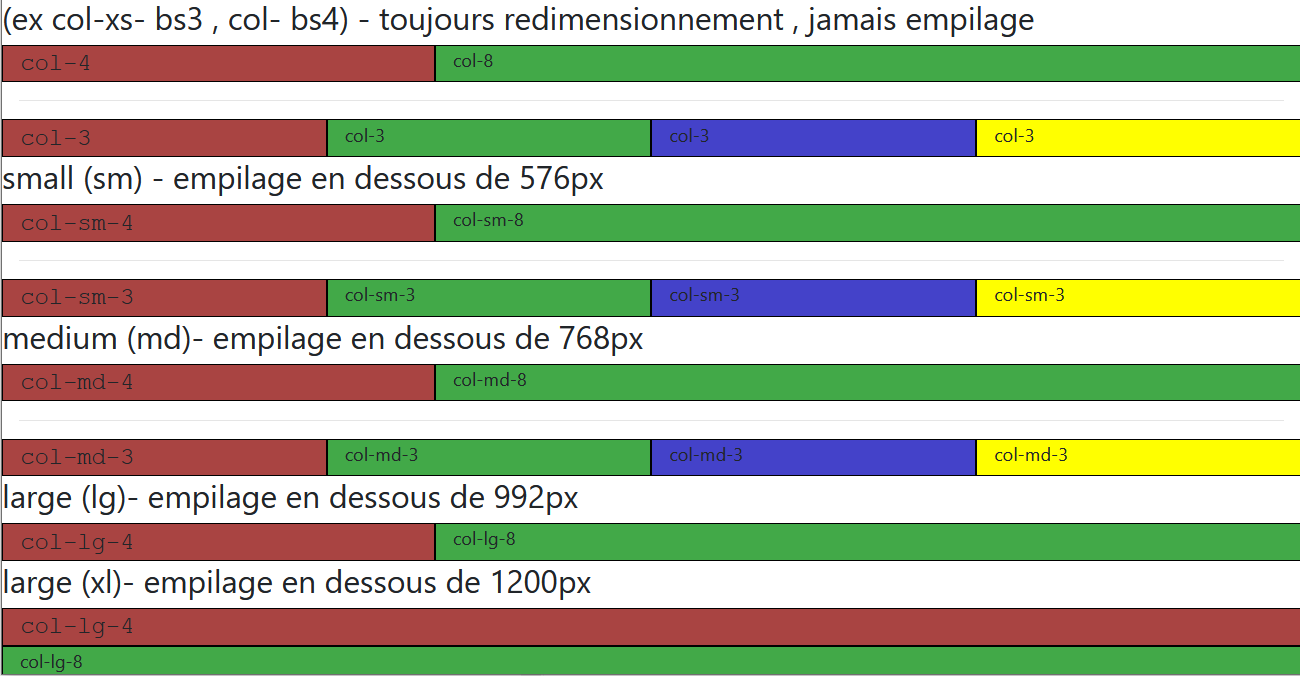 (ex col-xs- bs3 , col- bs4) - toujours redimensionnement , jamais empilage
col-4 col-8
col-3 col-3 col-3 col-3
small (sm) - empilage en dessous de 576px
col-sm-4 col-sm-8
col-sm-3 col-sm-3 col-sm-3 col-sm-3
medium (md)- empilage en dessous de 768px
col-md-4 col-md-8
col-md-3 col-md-3 col-md-3 col-md-3
large (lg)- empilage en dessous de 992px
col-lg-4 col-lg-8
large (xl)- empilage en dessous de 1200px
col-lg-4
col-lg-8